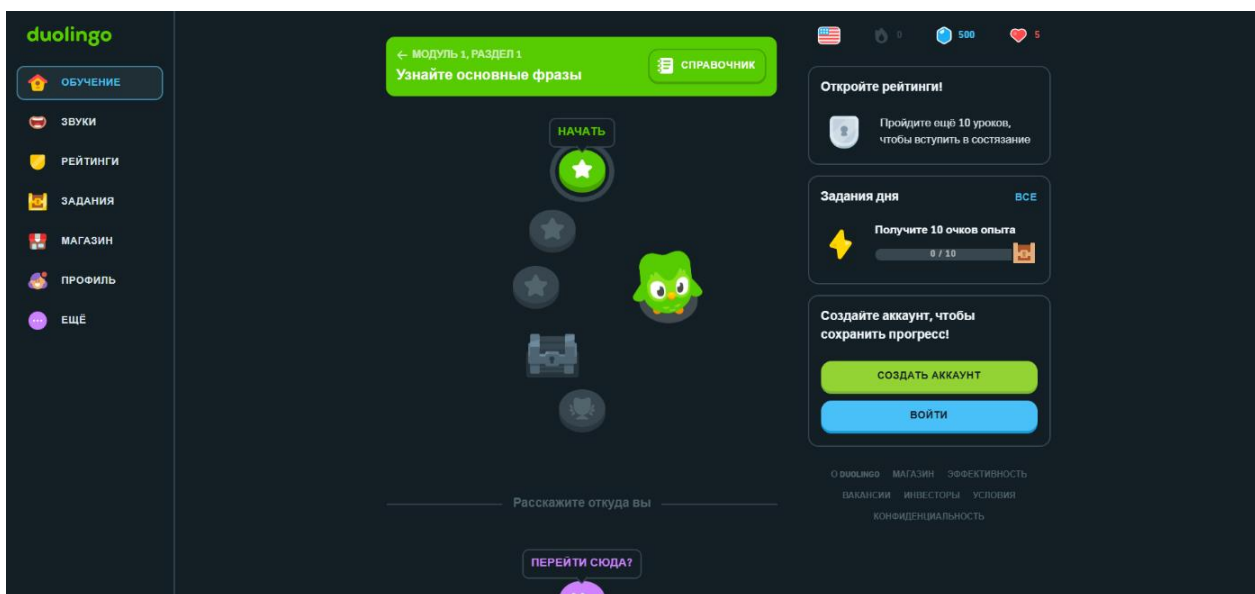 duolingo
ОБУЧЕНИЕ
ЗВУКИ
РЕЙТИНГИ
ЗАДАНИЯ
МАГАЗИН
ПРОФИЛЬ
ЕЩЁ
← МОДУЛЬ 1, РАЗДЕЛ 1
Узнайте основные фразы
СПРАВОЧНИК
НАЧАТЬ
Расскажите откуда вы
ПЕРЕЙТИ СЮДА?
0
500
5
Откройте рейтинги!
Пройдите ещё 10 уроков,
чтобы вступить в состязание
Задания дня
ВСЕ
Получите 10 очков опыта
0 / 10
Создайте аккаунт, чтобы
сохранить прогресс!
СОЗДАТЬ АККАУНТ
ВОЙТИ
О DUOLINGO МАГАЗИН ЭФФЕКТИВНОСТЬ
ВАКАНСИИ ИНВЕСТОРЫ УСЛОВИЯ
КОНФИДЕНЦИАЛЬНОСТЬ